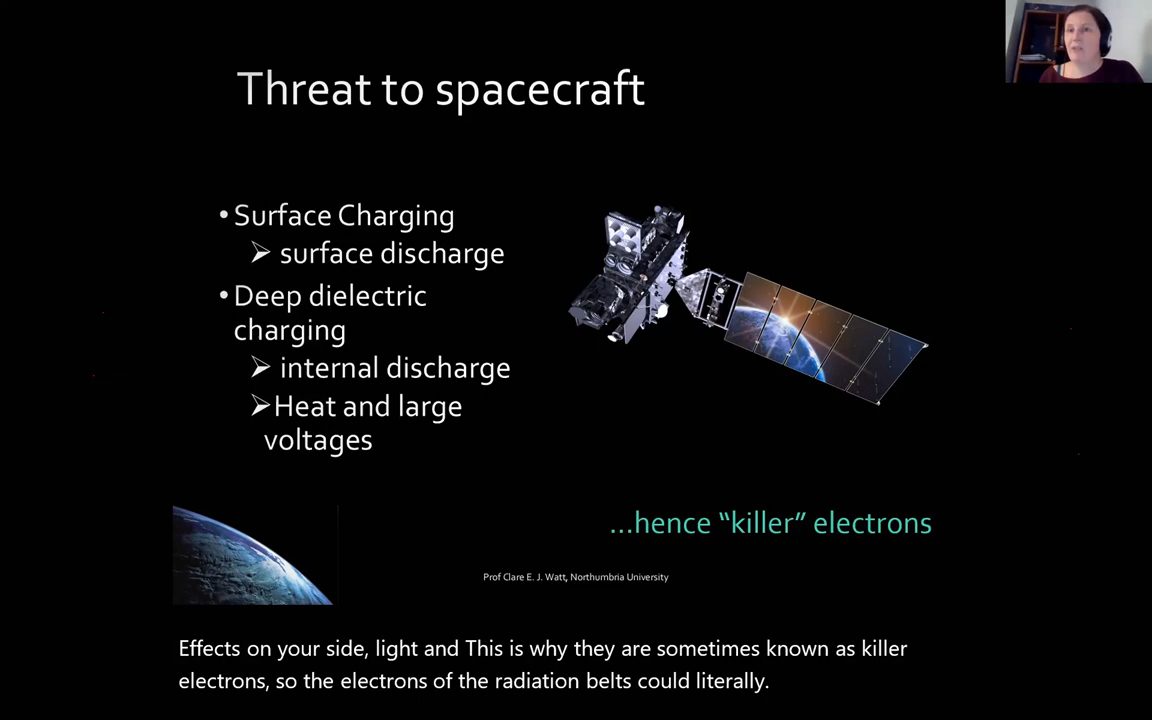 Threat to spacecraft
• Surface Charging
➢ surface discharge
• Deep dielectric
charging
➢ internal discharge
➢Heat and large
voltages
...hence “killer” electrons
Prof Clare E. J. Watt, Northumbria University
Effects on your side, light and This is why they are sometimes known as killer
electrons, so the electrons of the radiation belts could literally.